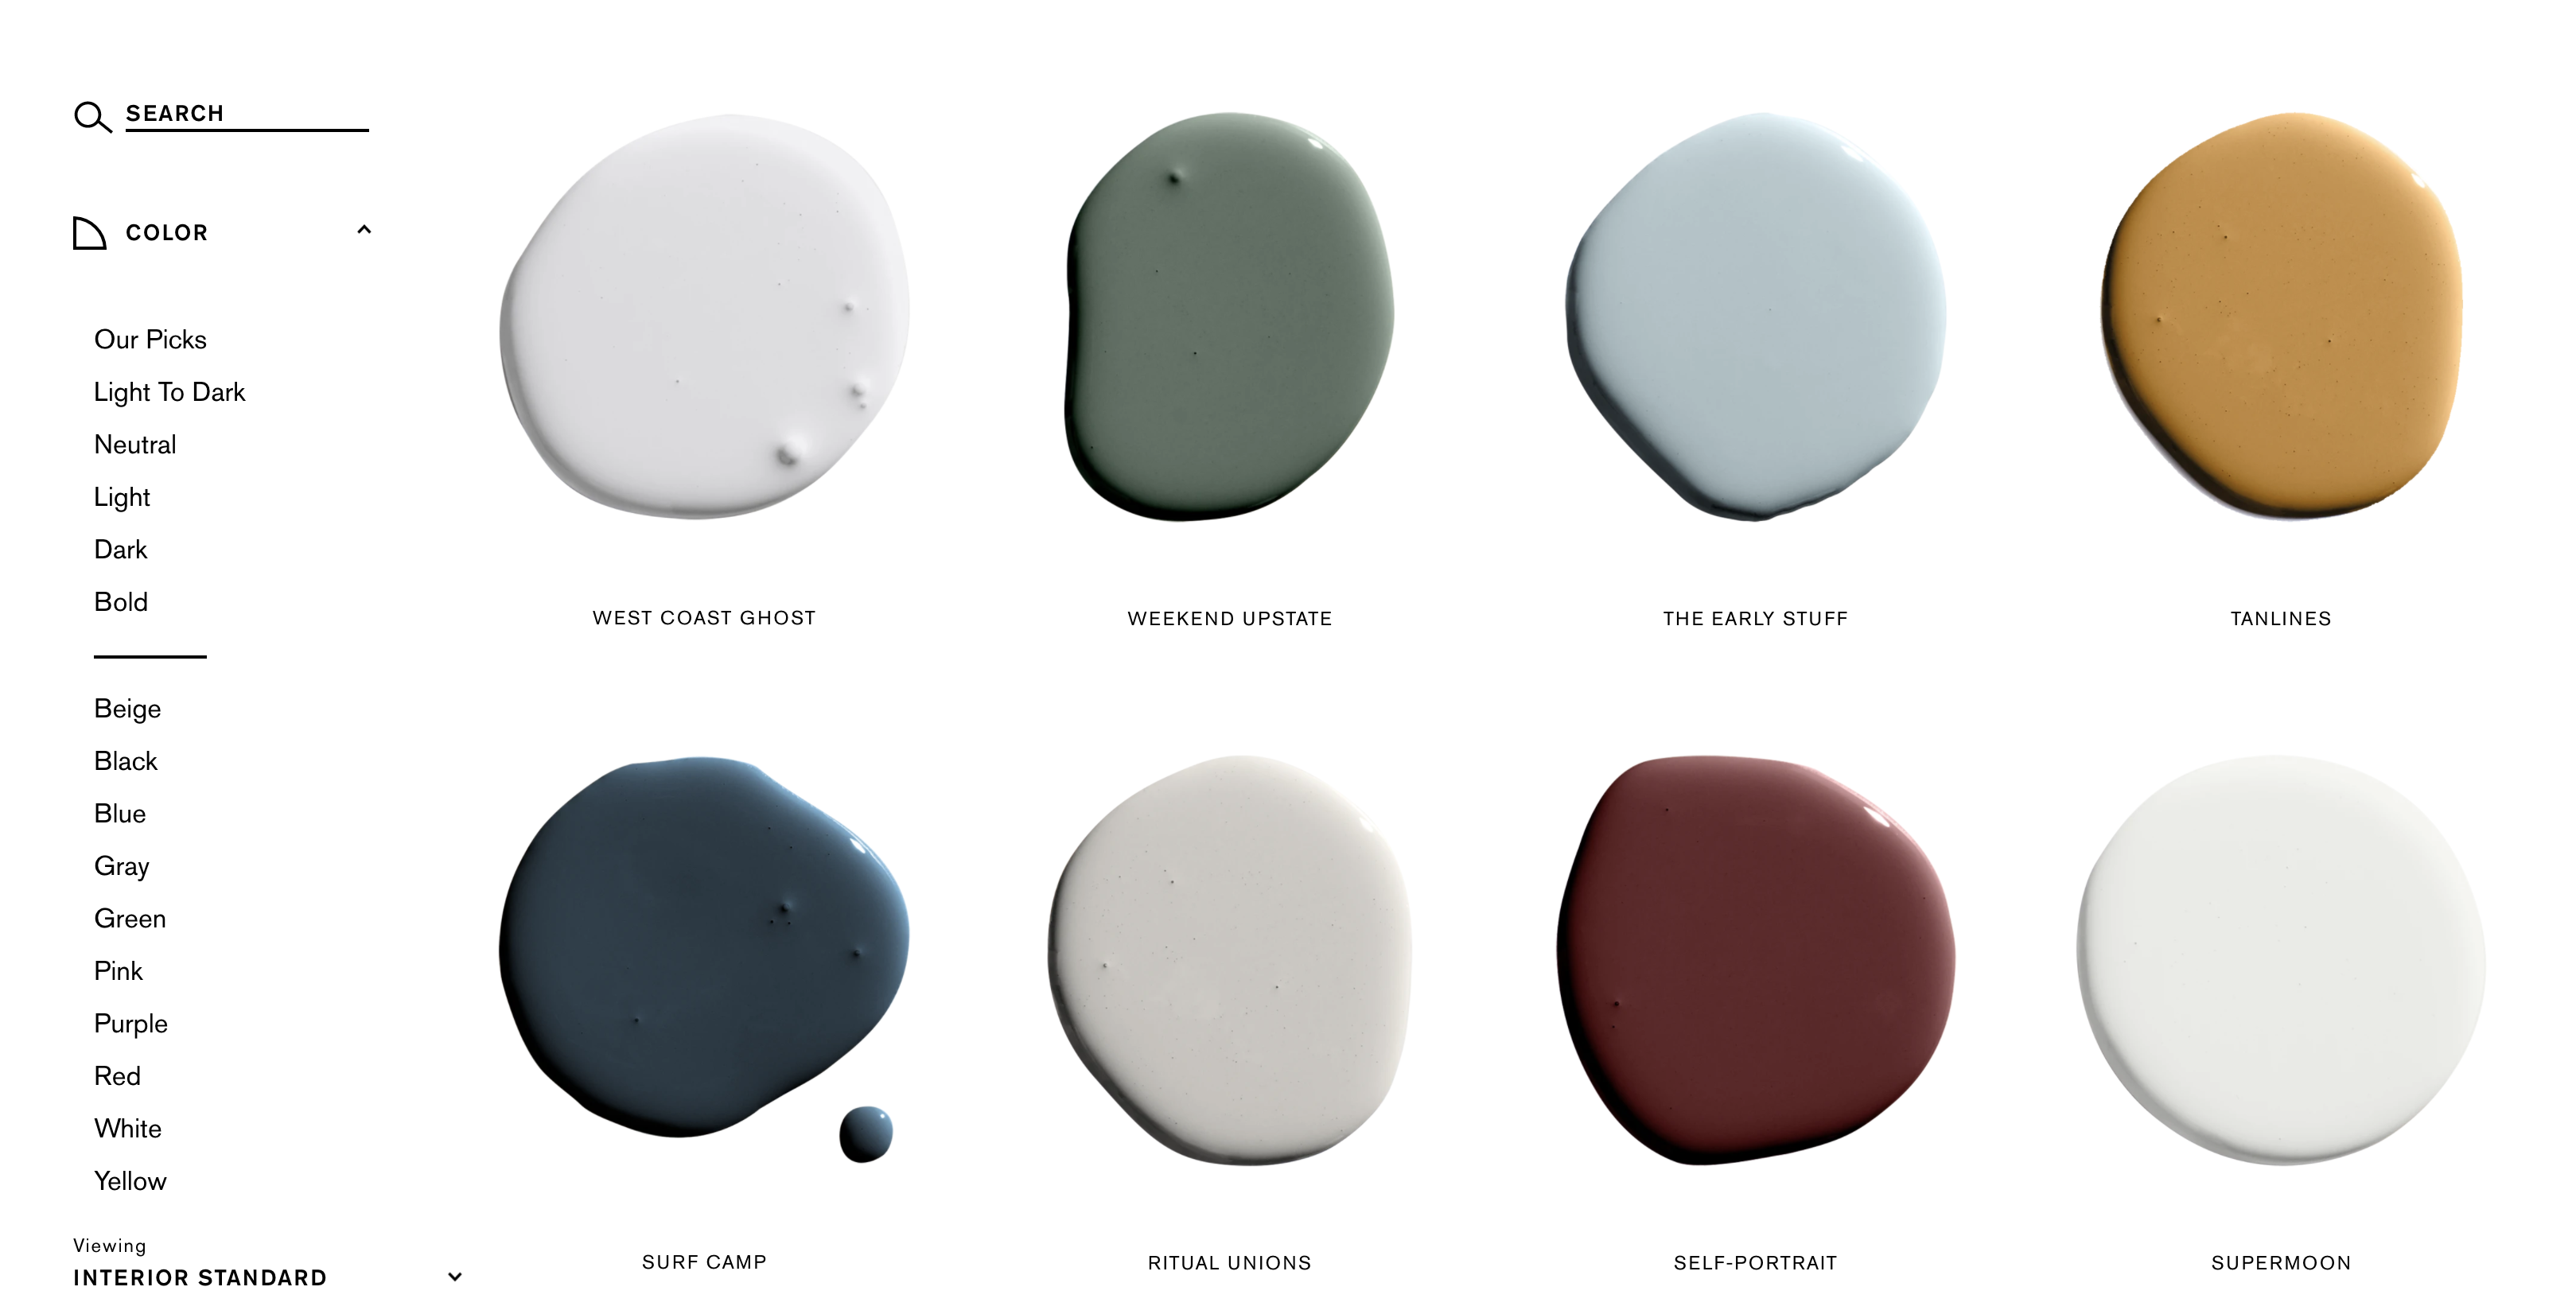 SEARCH
COLOR
Our Picks
Light To Dark
Neutral
Light
Dark
Bold
Beige
Black
Blue
Gray
Green
Pink
Purple
Red
White
Yellow
Viewing
INTERIOR STANDARD
WEST COAST GHOST
WEEKEND UPSTATE
THE EARLY STUFF
TANLINES
SURF CAMP
RITUAL UNIONS
SELF-PORTRAIT
SUPERMOON